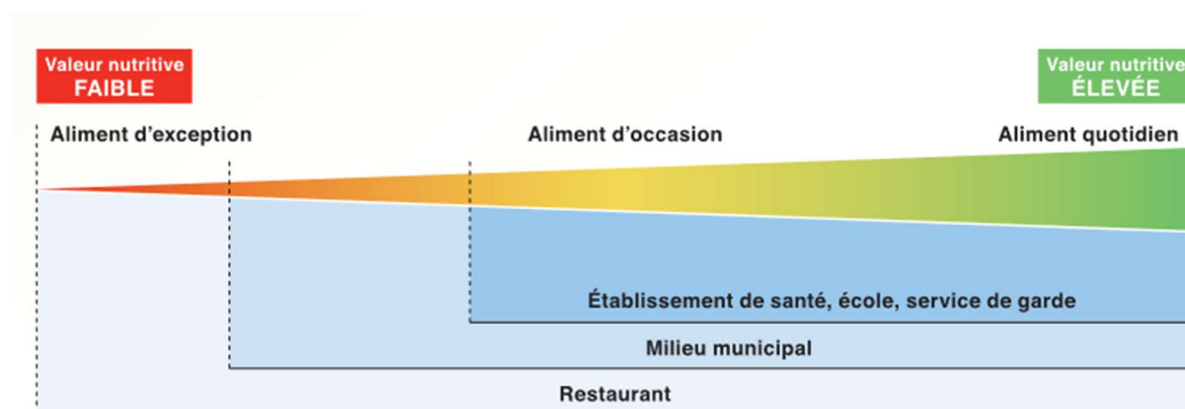 Valeur nutritive
FAIBLE
Valeur nutritive
ÉLEVÉE
Aliment d'exception
Aliment d'occasion
Aliment quotidien
Établissement de santé, école, service de garde
Milieu municipal
Restaurant